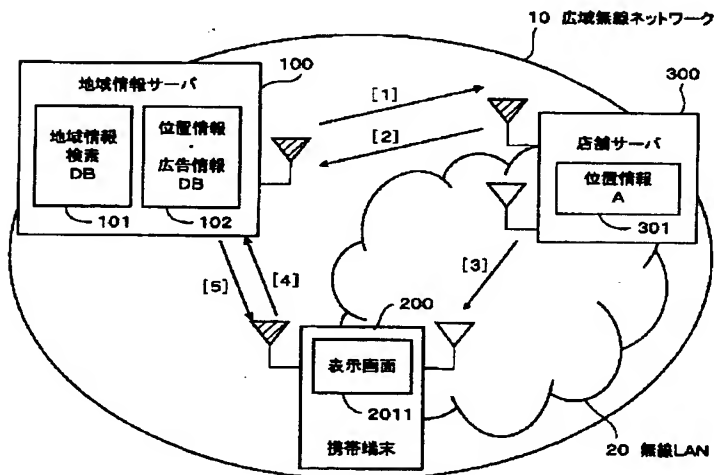 10 広域無線ネットワーク
100
地域情報サーバ
地域情報
検索
DB
101
位置情報
・
広告情報
DB
102
[1]
[2]
300
店舗サーバ
位置情報
A
301
[3]
[4]
[5]
200
表示画面
2011
携帯端末
20 無線LAN